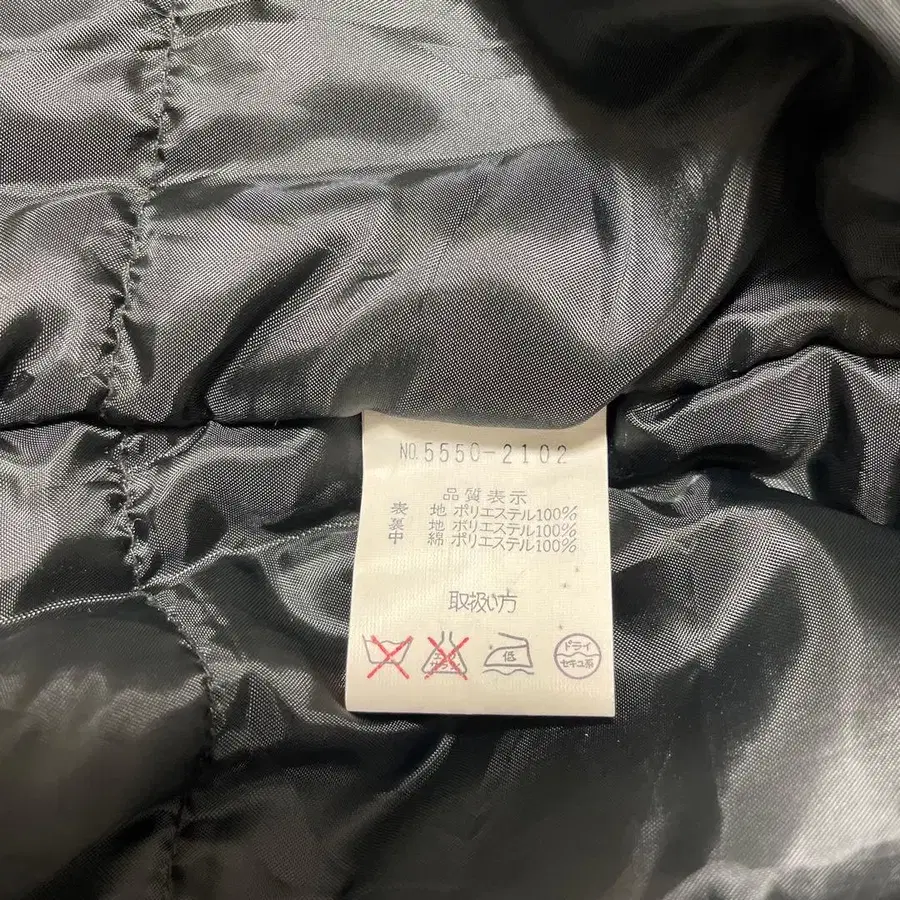 NO. 5550-2102
品質表示
表 地 ポリエステル100%
裏 地 ポリエステル100%
中 綿 ポリエステル100%
取扱い方
低
ドライ
セキユ系